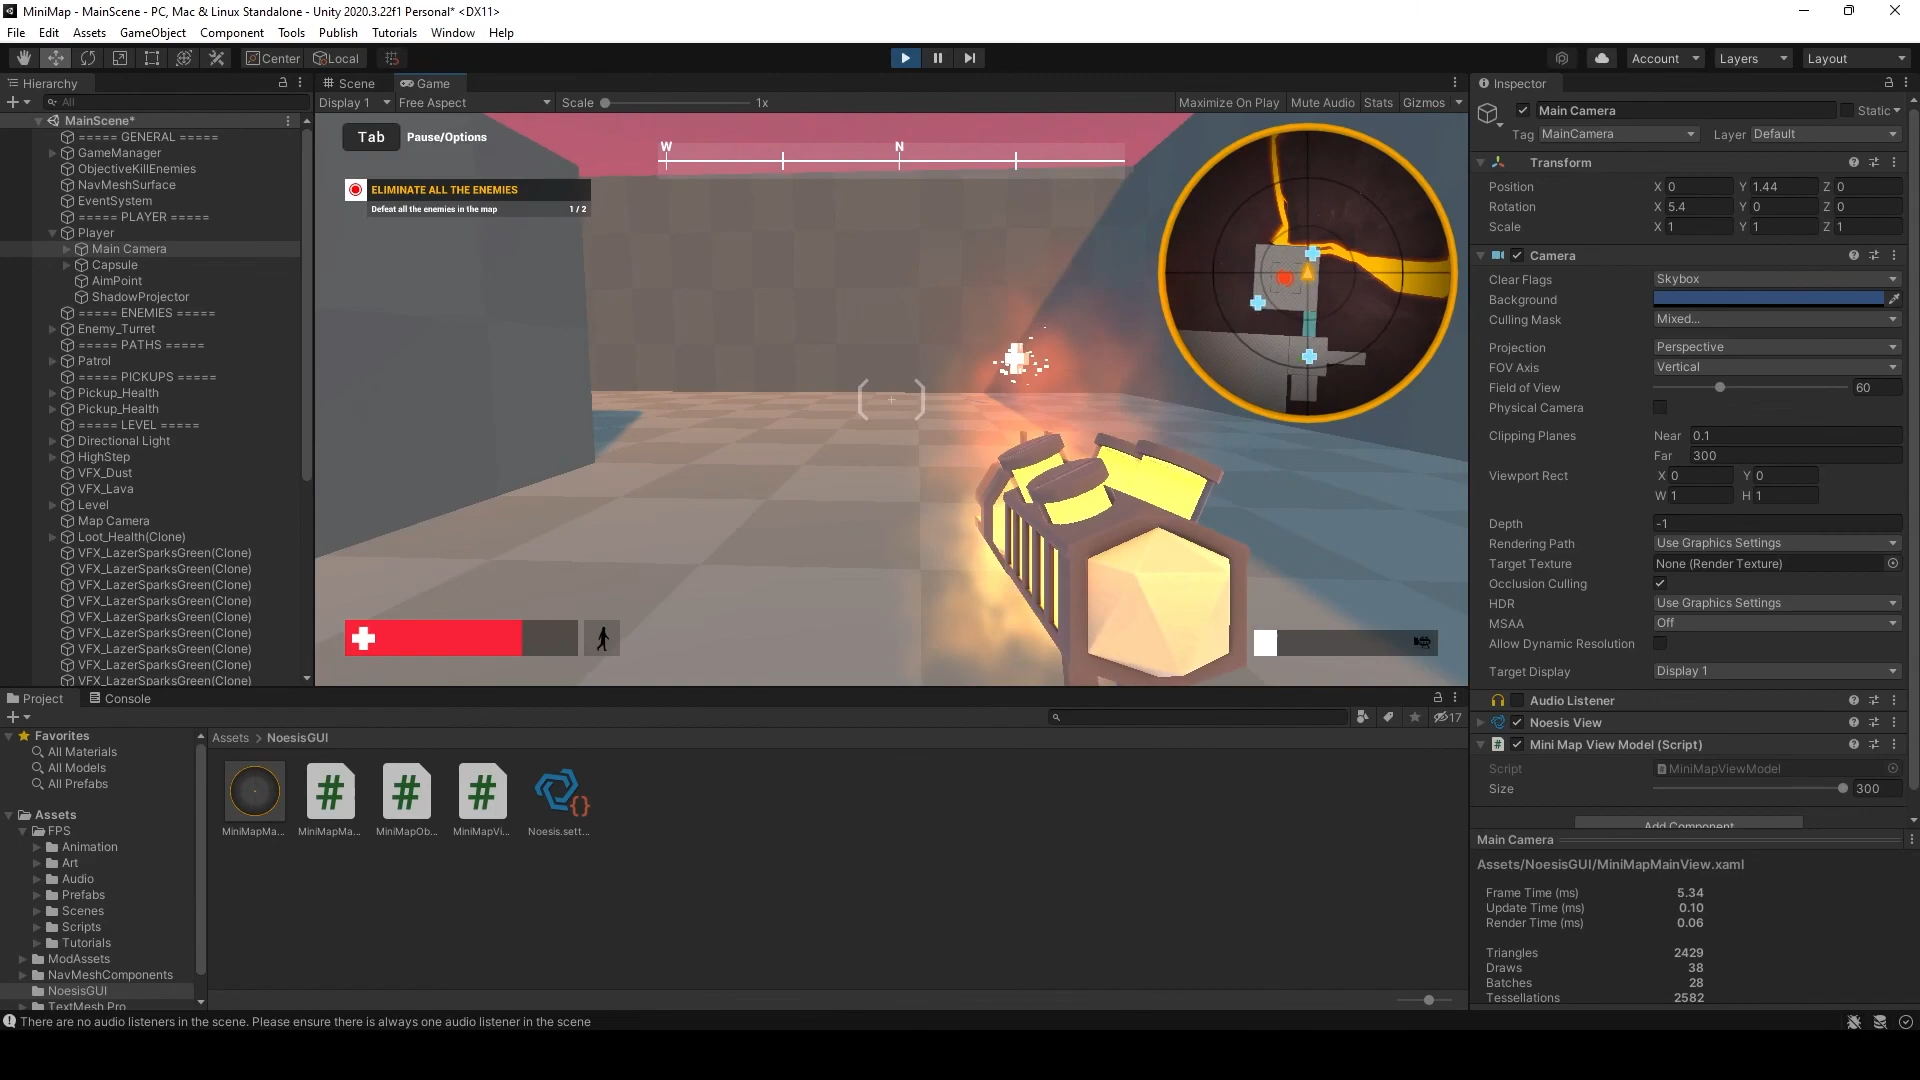 MiniMap - MainScene - PC, Mac & Linux Standalone - Unity 2020.3.22f1 Personal* <DX11>
File Edit Assets GameObject Component Tools Publish Tutorials Window Help
Center Local Account Layers Layout
Hierarchy
All
MainScene*
===== GENERAL =====
GameManager
ObjectiveKillEnemies
NavMeshSurface
EventSystem
===== PLAYER =====
Player
Main Camera
Capsule
AimPoint
ShadowProjector
===== ENEMIES =====
Enemy_Turret
===== PATHS =====
Patrol
===== PICKUPS =====
Pickup_Health
Pickup_Health
===== LEVEL =====
Directional Light
HighStep
VFX_Dust
VFX_Lava
Level
Map Camera
Loot_Health(Clone)
VFX_LazerSparksGreen(Clone)
VFX_LazerSparksGreen(Clone)
VFX_LazerSparksGreen(Clone)
VFX_LazerSparksGreen(Clone)
VFX_LazerSparksGreen(Clone)
VFX_LazerSparksGreen(Clone)
VFX_LazerSparksGreen(Clone)
VFX_LazerSparksGreen(Clone)
VFX_LazerSparksGreen(Clone)
Scene Game
Display 1 Free Aspect Scale 1x Maximize On Play Mute Audio Stats Gizmos
Tab Pause/Options
W N
ELIMINATE ALL THE ENEMIES
Defeat all the enemies in the map 1 / 2
Inspector
Main Camera Static
Tag MainCamera Layer Default
Transform
Position X 0 Y 1.44 Z 0
Rotation X 5.4 Y 0 Z 0
Scale X 1 Y 1 Z 1
Camera
Clear Flags Skybox
Background
Culling Mask Mixed...
Projection Perspective
FOV Axis Vertical
Field of View 60
Physical Camera
Clipping Planes Near 0.1
Far 300
Viewport Rect X 0 Y 0
W 1 H 1
Depth -1
Rendering Path Use Graphics Settings
Target Texture None (Render Texture)
Occlusion Culling
HDR Use Graphics Settings
MSAA Off
Allow Dynamic Resolution
Target Display Display 1
Audio Listener
Noesis View
Mini Map View Model (Script)
Script MiniMapViewModel
Size 300
Add Component
Main Camera
Assets/NoesisGUI/MiniMapMainView.xaml
Frame Time (ms) 5.34
Update Time (ms) 0.10
Render Time (ms) 0.06
Triangles 2429
Draws 38
Batches 28
Tessellations 2582
Project Console
17
Favorites
All Materials
All Models
All Prefabs
Assets
FPS
Animation
Art
Audio
Prefabs
Scenes
Scripts
Tutorials
ModAssets
NavMeshComponents
NoesisGUI
TextMesh Pro
Assets > NoesisGUI
MiniMapMa... MiniMapMa... MiniMapOb... MiniMapVi... Noesis.sett...
There are no audio listeners in the scene. Please ensure there is always one audio listener in the scene